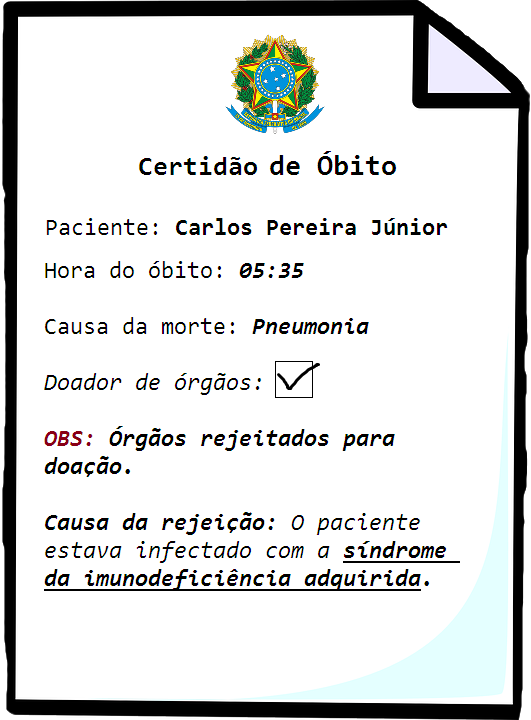 Certidão de Óbito
Paciente: Carlos Pereira Júnior
Hora do óbito: 05:35
Causa da morte: Pneumonia
Doador de órgãos:
OBS: Órgãos rejeitados para
doação.
Causa da rejeição: O paciente
estava infectado com a síndrome
da imunodeficiência adquirida.